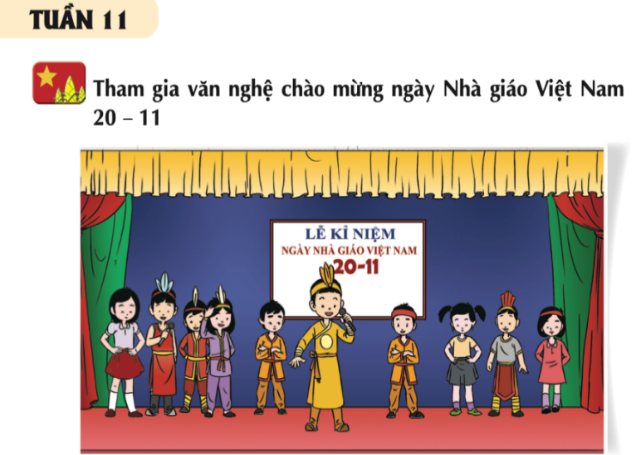 TUẦN 11
Tham gia văn nghệ chào mừng ngày Nhà giáo Việt Nam
20 – 11
LỄ KỈ NIỆM
NGÀY NHÀ GIÁO VIỆT NAM
20-11